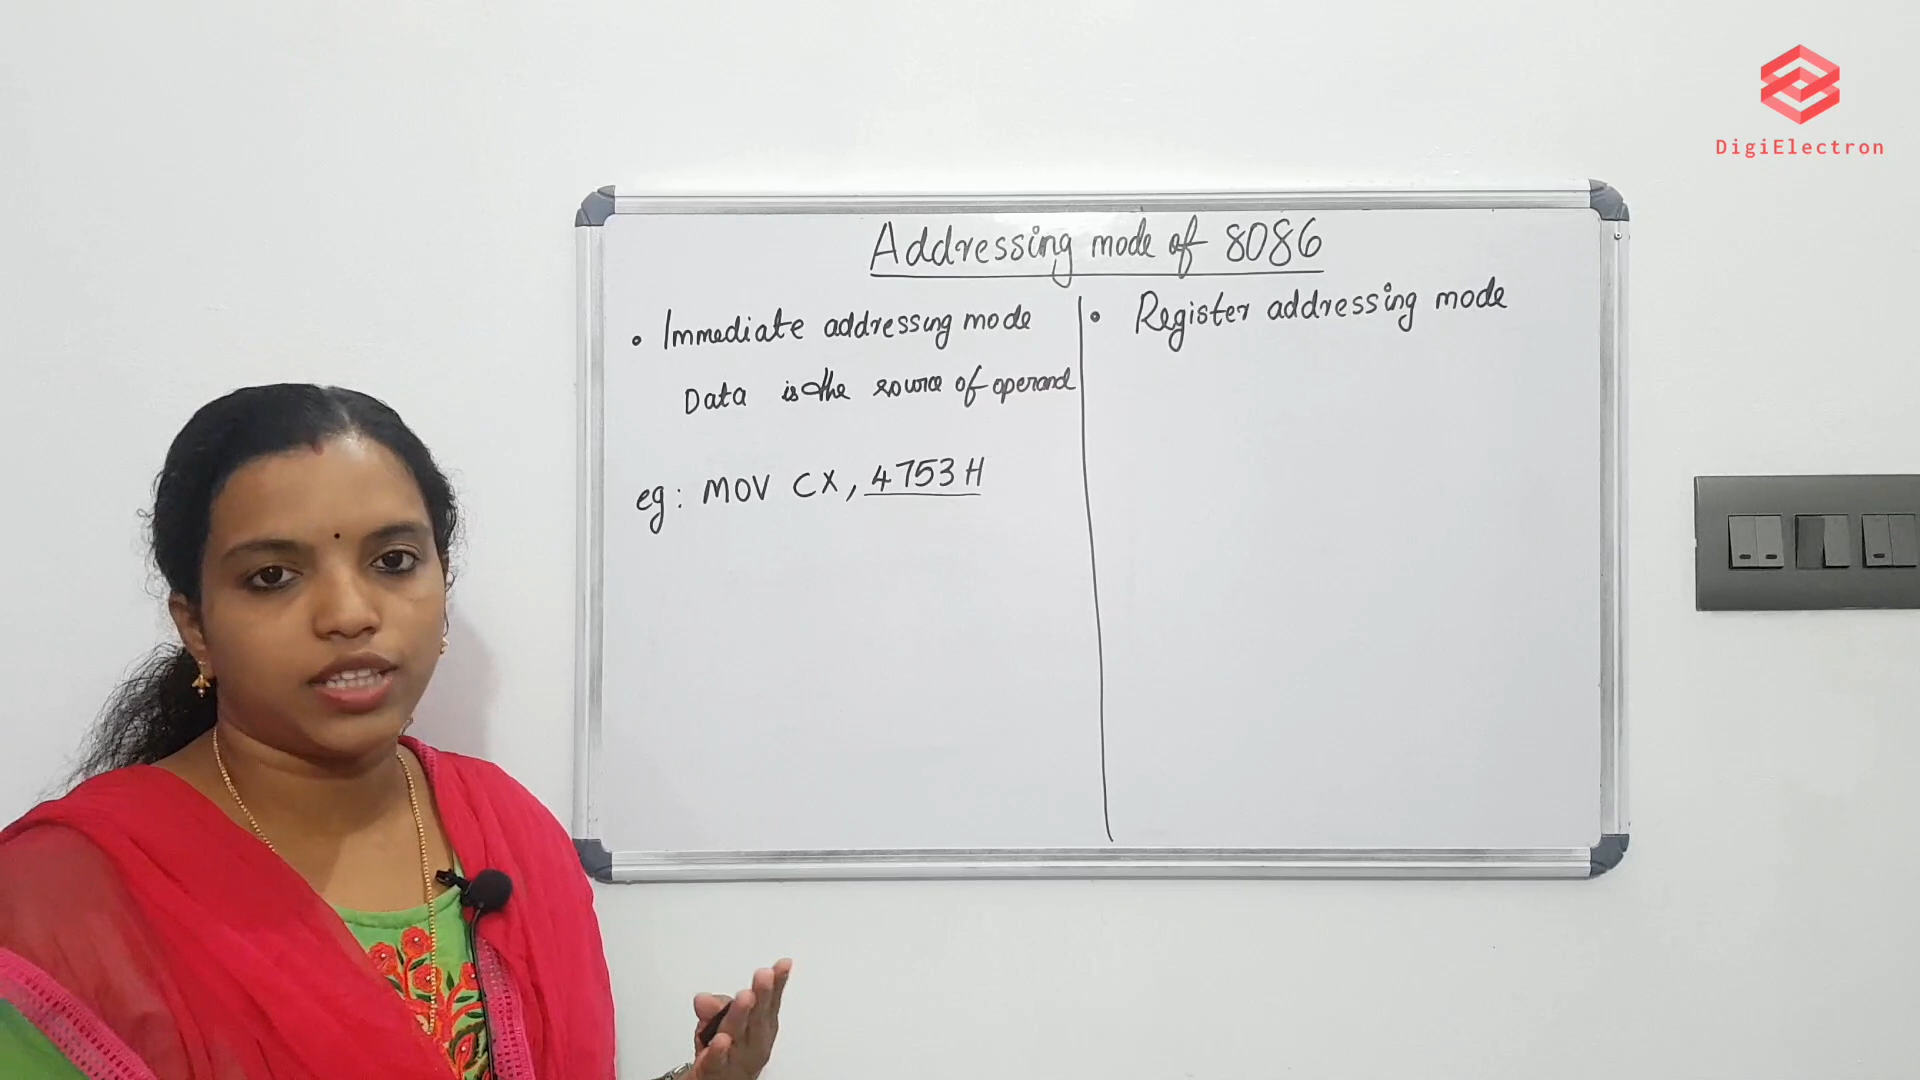 DigiElectron
Addressing mode of 8086
• Immediate addressing mode
Data is the source of operand
eg: MOV CX, 4753 H
• Register addressing mode